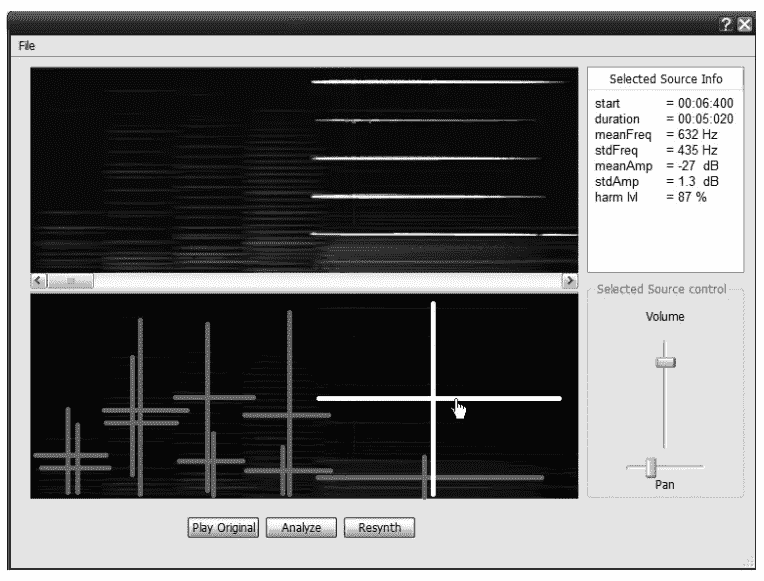 File
Selected Source Info
start = 00:06:400
duration = 00:05:020
meanFreq = 632 Hz
stdFreq = 435 Hz
meanAmp = -27 dB
stdAmp = 1.3 dB
harm lvl = 87 %
Selected Source control
Volume
Pan
Play Original Analyze Resynth